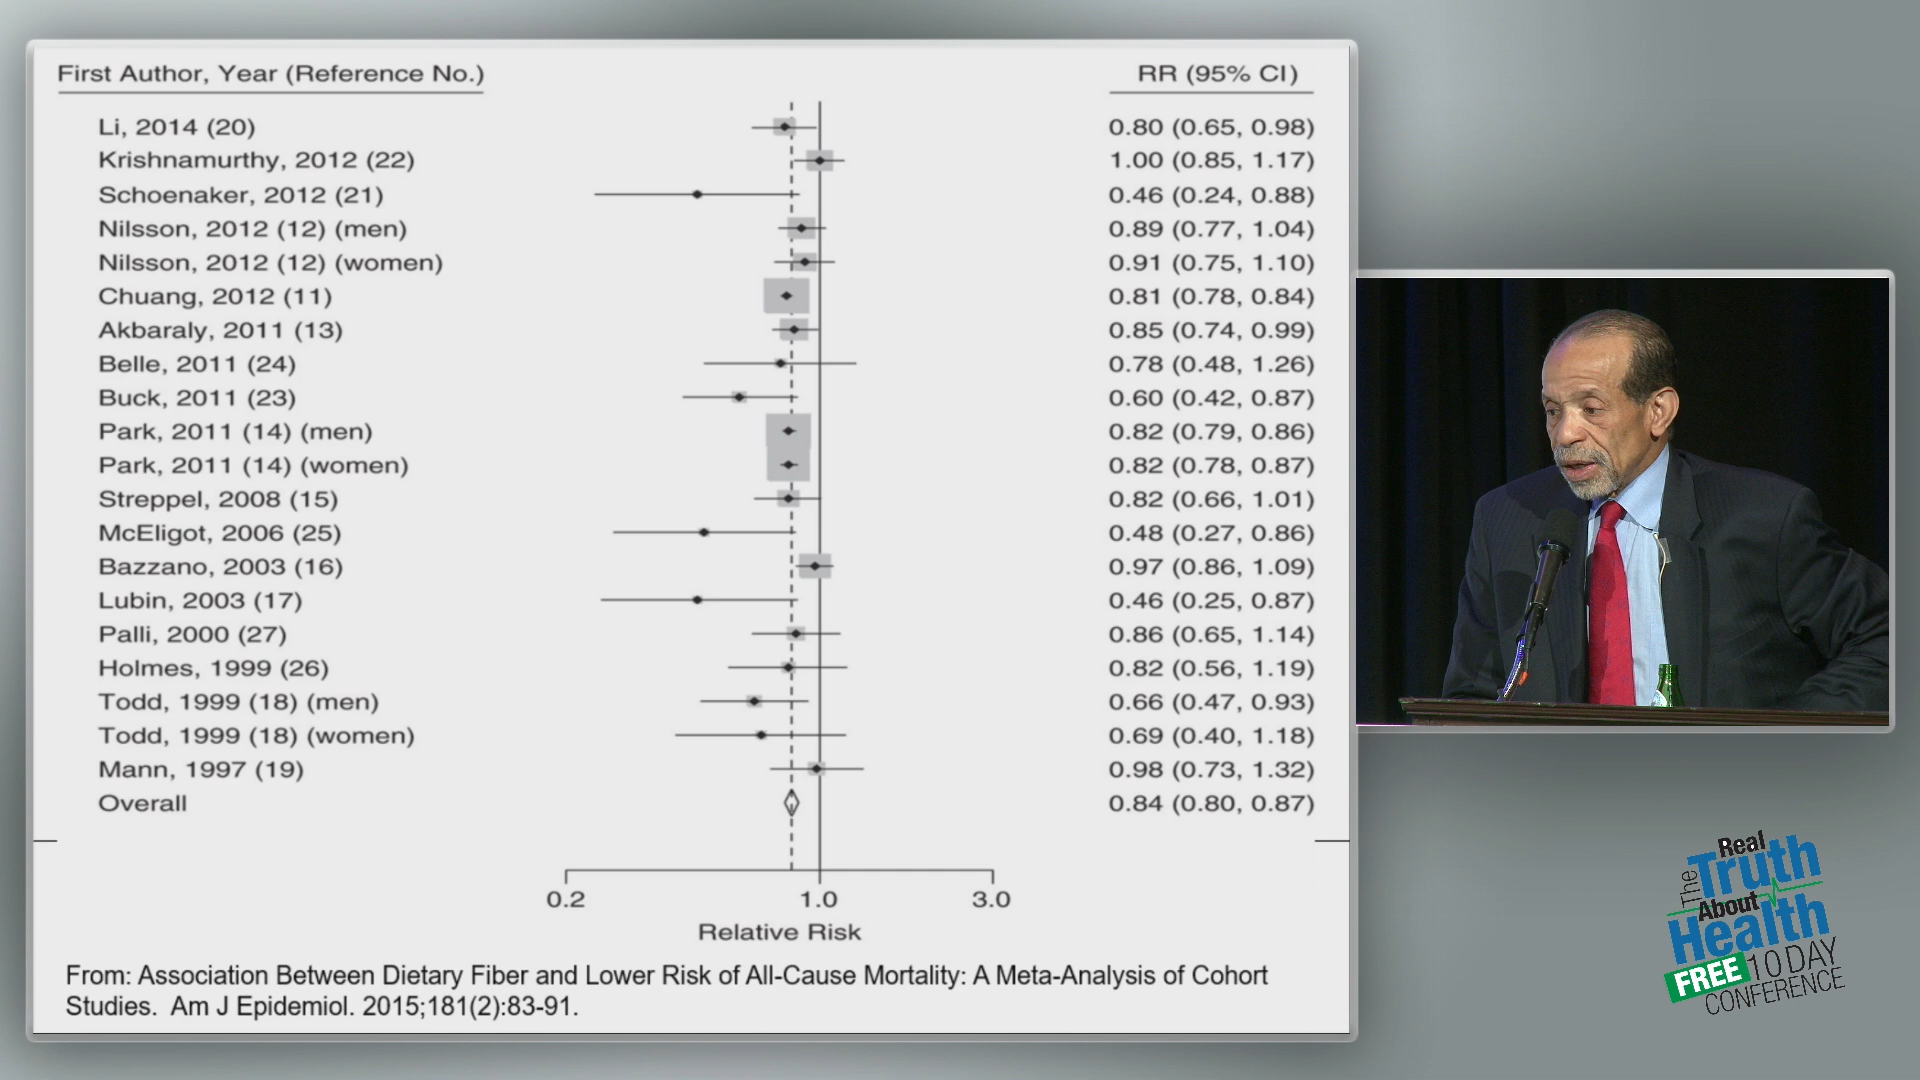 First Author, Year (Reference No.) RR (95% CI)
Li, 2014 (20) 0.80 (0.65, 0.98)
Krishnamurthy, 2012 (22) 1.00 (0.85, 1.17)
Schoenaker, 2012 (21) 0.46 (0.24, 0.88)
Nilsson, 2012 (12) (men) 0.89 (0.77, 1.04)
Nilsson, 2012 (12) (women) 0.91 (0.75, 1.10)
Chuang, 2012 (11) 0.81 (0.78, 0.84)
Akbaraly, 2011 (13) 0.85 (0.74, 0.99)
Belle, 2011 (24) 0.78 (0.48, 1.26)
Buck, 2011 (23) 0.60 (0.42, 0.87)
Park, 2011 (14) (men) 0.82 (0.79, 0.86)
Park, 2011 (14) (women) 0.82 (0.78, 0.87)
Streppel, 2008 (15) 0.82 (0.66, 1.01)
McEligot, 2006 (25) 0.48 (0.27, 0.86)
Bazzano, 2003 (16) 0.97 (0.86, 1.09)
Lubin, 2003 (17) 0.46 (0.25, 0.87)
Palli, 2000 (27) 0.86 (0.65, 1.14)
Holmes, 1999 (26) 0.82 (0.56, 1.19)
Todd, 1999 (18) (men) 0.66 (0.47, 0.93)
Todd, 1999 (18) (women) 0.69 (0.40, 1.18)
Mann, 1997 (19) 0.98 (0.73, 1.32)
Overall 0.84 (0.80, 0.87)
0.2 1.0 3.0
Relative Risk
From: Association Between Dietary Fiber and Lower Risk of All-Cause Mortality: A Meta-Analysis of Cohort
Studies. Am J Epidemiol. 2015;181(2):83-91.
The Real
Truth
About
Health
FREE 10 DAY
CONFERENCE